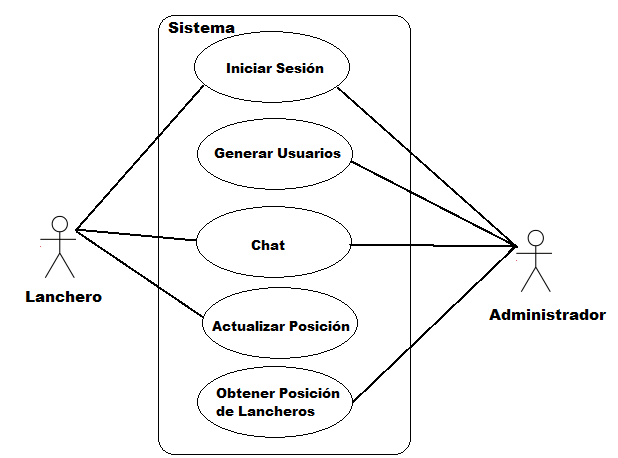 Sistema
Iniciar Sesión
Generar Usuarios
Chat
Lanchero
Administrador
Actualizar Posición
Obtener Posición
de Lancheros